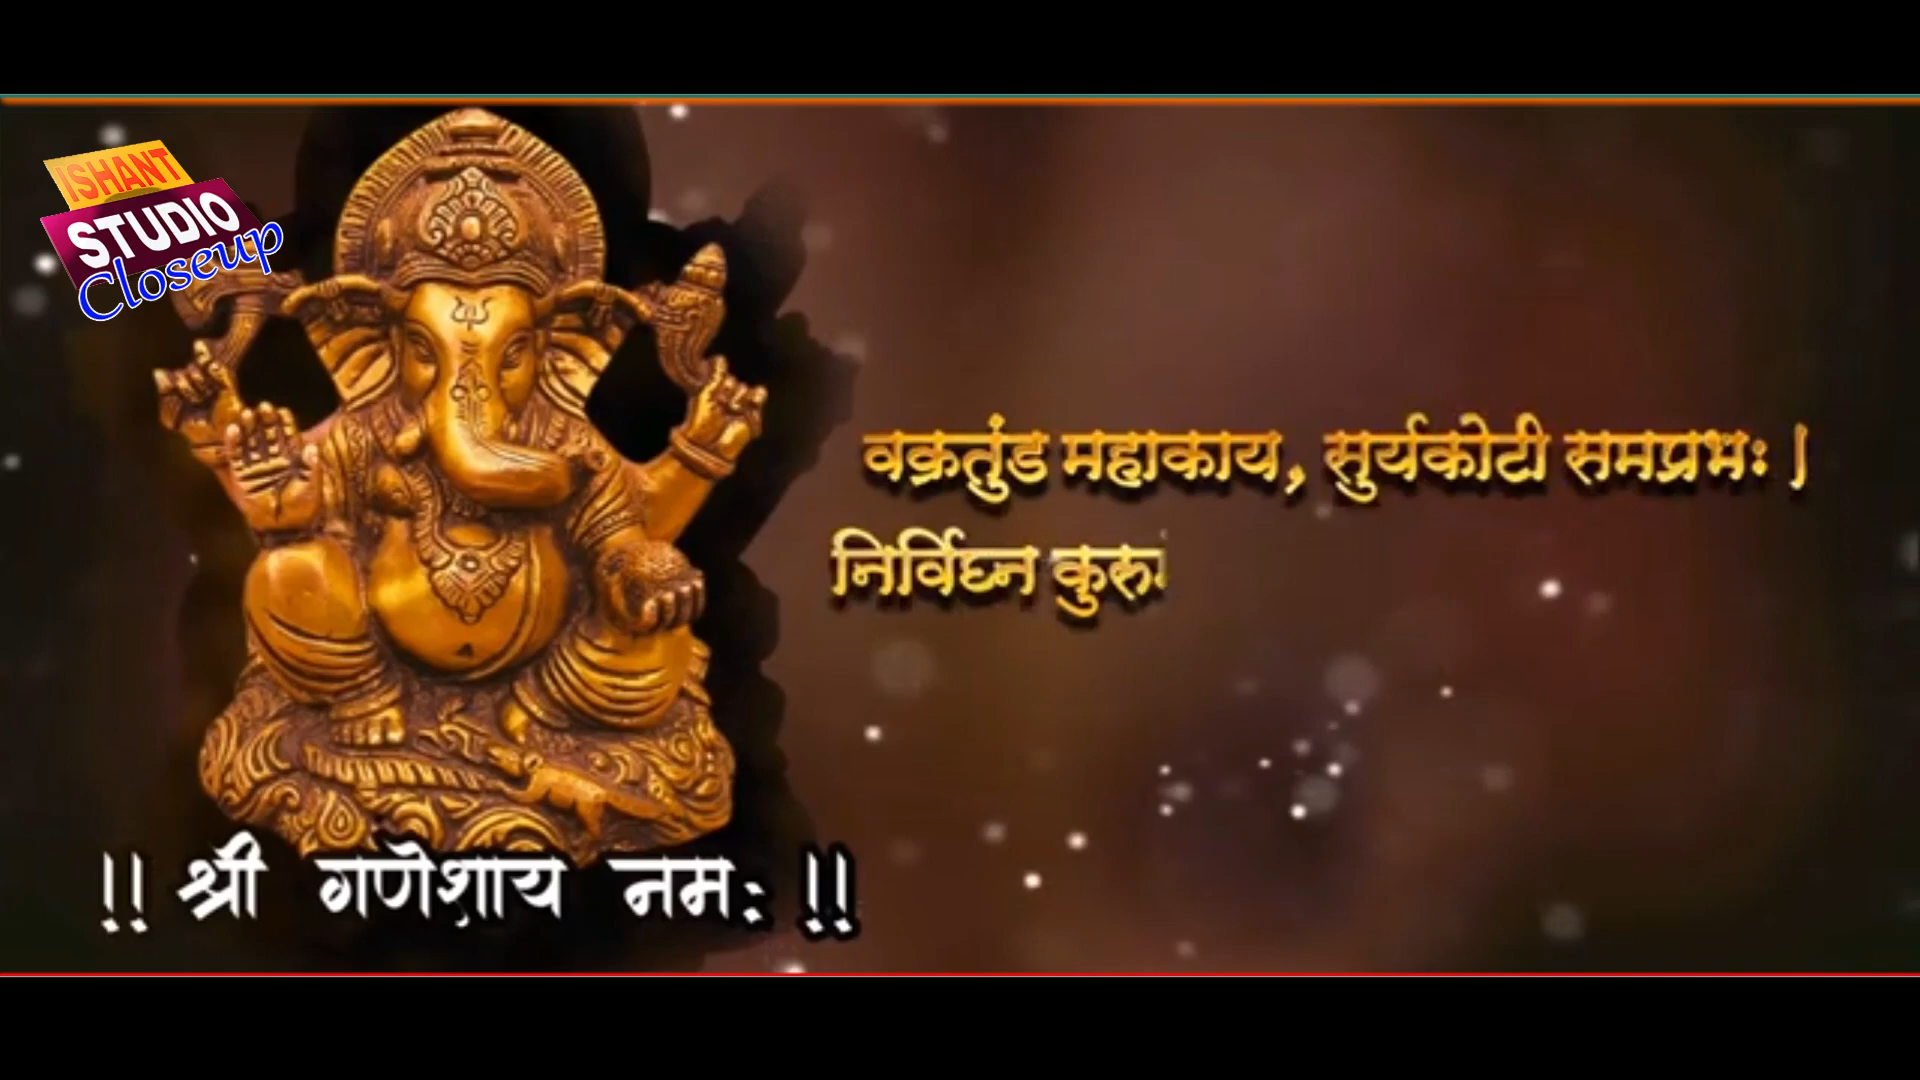 ISHANT
STUDIO
Closeup
वक्रतुंड महाकाय, सुर्यकोटी समप्रभः ।
निर्विघ्न कुरु
!! श्री गणेशाय नमः !!